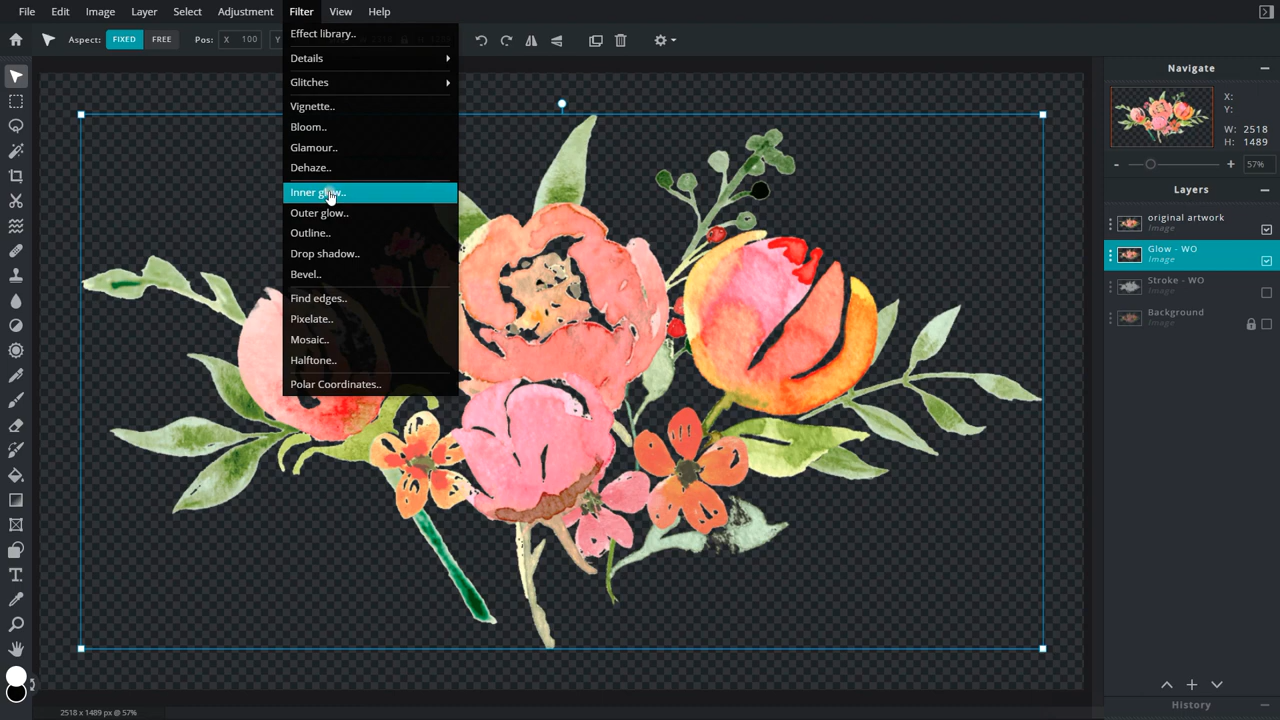 File Edit Image Layer Select Adjustment Filter View Help
Aspect: FIXED FREE Pos: X 100 Y
Effect library..
Details
Glitches
Vignette..
Bloom..
Glamour..
Dehaze..
Inner glow..
Outer glow..
Outline..
Drop shadow..
Bevel..
Find edges..
Pixelate..
Mosaic..
Halftone..
Polar Coordinates..
Navigate
X:
Y:
W: 2518
H: 1489
57%
Layers
original artwork
Image
Glow - WO
Image
Stroke - WO
Image
Background
Image
History
2518 x 1489 px @ 57%